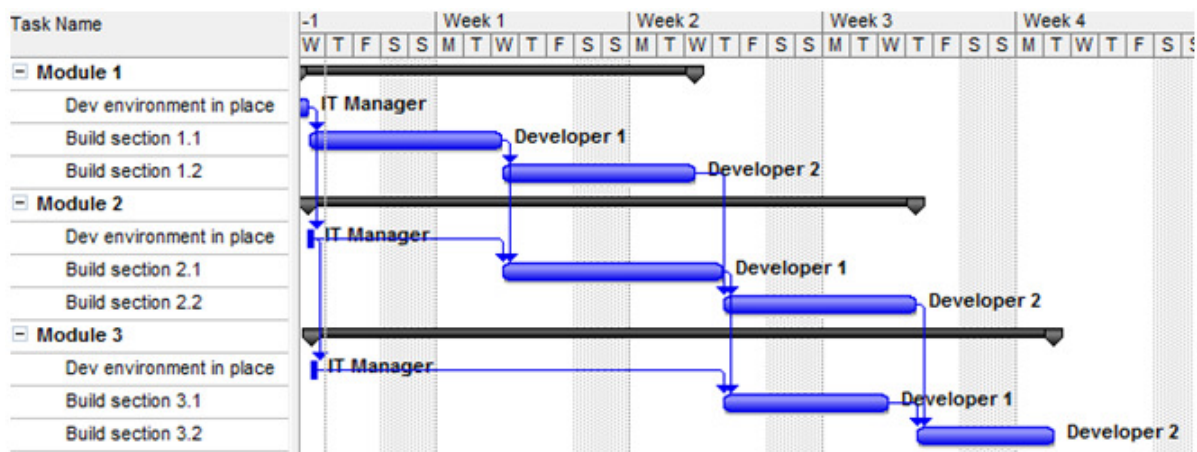 Task Name
-1 Week 1 Week 2 Week 3 Week 4
W T F S S M T W T F S S M T W T F S S M T W T F S S M T W T F S S
Module 1
Dev environment in place IT Manager
Build section 1.1 Developer 1
Build section 1.2 Developer 2
Module 2
Dev environment in place IT Manager
Build section 2.1 Developer 1
Build section 2.2 Developer 2
Module 3
Dev environment in place IT Manager
Build section 3.1 Developer 1
Build section 3.2 Developer 2